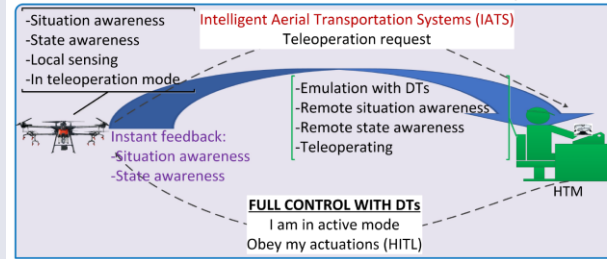 -Situation awareness
-State awareness
-Local sensing
-In teleoperation mode
Intelligent Aerial Transportation Systems (IATS)
Teleoperation request
-Emulation with DTs
-Remote situation awareness
-Remote state awareness
-Teleoperating
Instant feedback:
-Situation awareness
-State awareness
HTM
FULL CONTROL WITH DTs
I am in active mode
Obey my actuations (HITL)